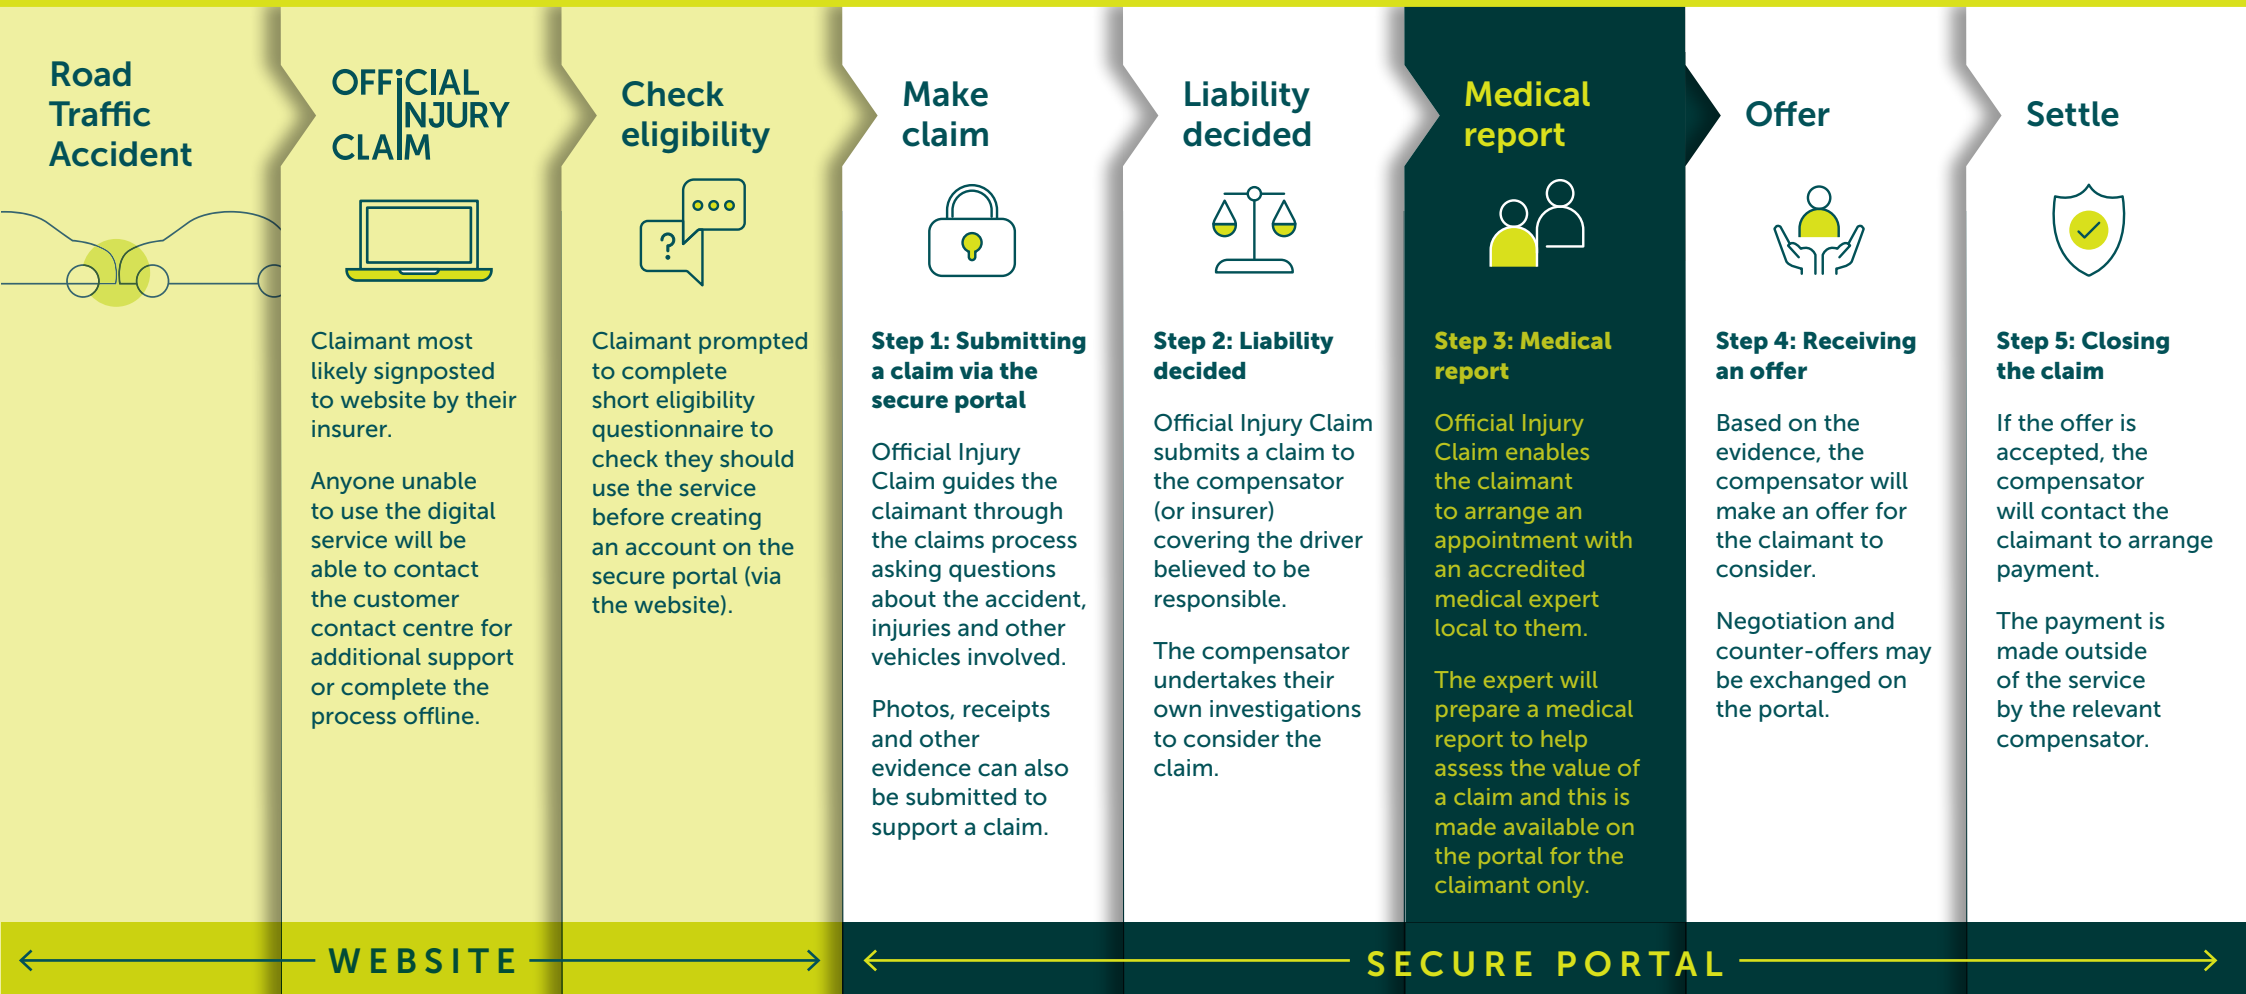 Road
Traffic
Accident
OFFICIAL
INJURY
CLAIM
Claimant most
likely signposted
to website by their
insurer.
Anyone unable
to use the digital
service will be
able to contact
the customer
contact centre for
additional support
or complete the
process offline.
Check
eligibility
?
Claimant prompted
to complete
short eligibility
questionnaire to
check they should
use the service
before creating
an account on the
secure portal (via
the website).
Make
claim
Step 1: Submitting
a claim via the
secure portal
Official Injury
Claim guides the
claimant through
the claims process
asking questions
about the accident,
injuries and other
vehicles involved.
Photos, receipts
and other
evidence can also
be submitted to
support a claim.
Liability
decided
Step 2: Liability
decided
Official Injury Claim
submits a claim to
the compensator
(or insurer)
covering the driver
believed to be
responsible.
The compensator
undertakes their
own investigations
to consider the
claim.
Medical
report
Step 3: Medical
report
Official Injury
Claim enables
the claimant
to arrange an
appointment with
an accredited
medical expert
local to them.
The expert will
prepare a medical
report to help
assess the value of
a claim and this is
made available on
the portal for the
claimant only.
Offer
Step 4: Receiving
an offer
Based on the
evidence, the
compensator will
make an offer for
the claimant to
consider.
Negotiation and
counter-offers may
be exchanged on
the portal.
Settle
Step 5: Closing
the claim
If the offer is
accepted, the
compensator
will contact the
claimant to arrange
payment.
The payment is
made outside
of the service
by the relevant
compensator.
WEBSITE
SECURE PORTAL